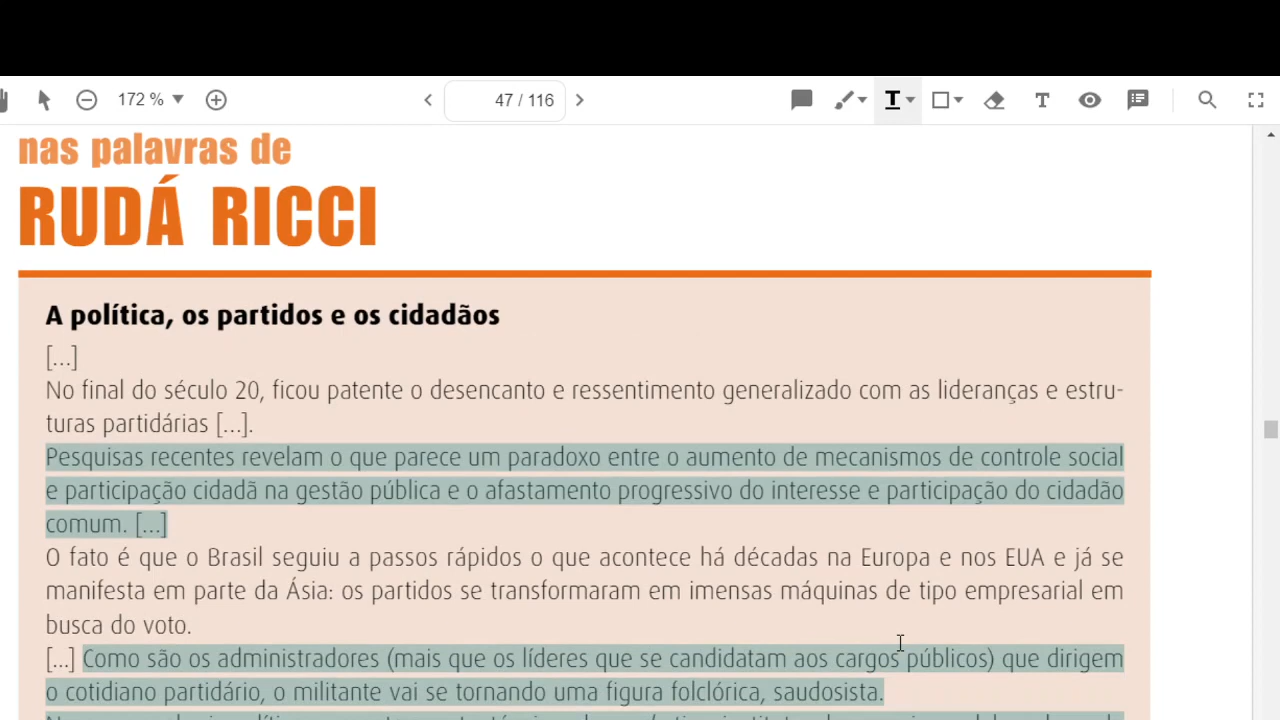 172 %
47 / 116
nas palavras de
RUDÁ RICCI
A política, os partidos e os cidadãos
[...]
No final do século 20, ficou patente o desencanto e ressentimento generalizado com as lideranças e estru-
turas partidárias [...].
Pesquisas recentes revelam o que parece um paradoxo entre o aumento de mecanismos de controle social
e participação cidadã na gestão pública e o afastamento progressivo do interesse e participação do cidadão
comum. [...]
O fato é que o Brasil seguiu a passos rápidos o que acontece há décadas na Europa e nos EUA e já se
manifesta em parte da Ásia: os partidos se transformaram em imensas máquinas de tipo empresarial em
busca do voto.
[...] Como são os administradores (mais que os líderes que se candidatam aos cargos públicos) que dirigem
o cotidiano partidário, o militante vai se tornando uma figura folclórica, saudosista.